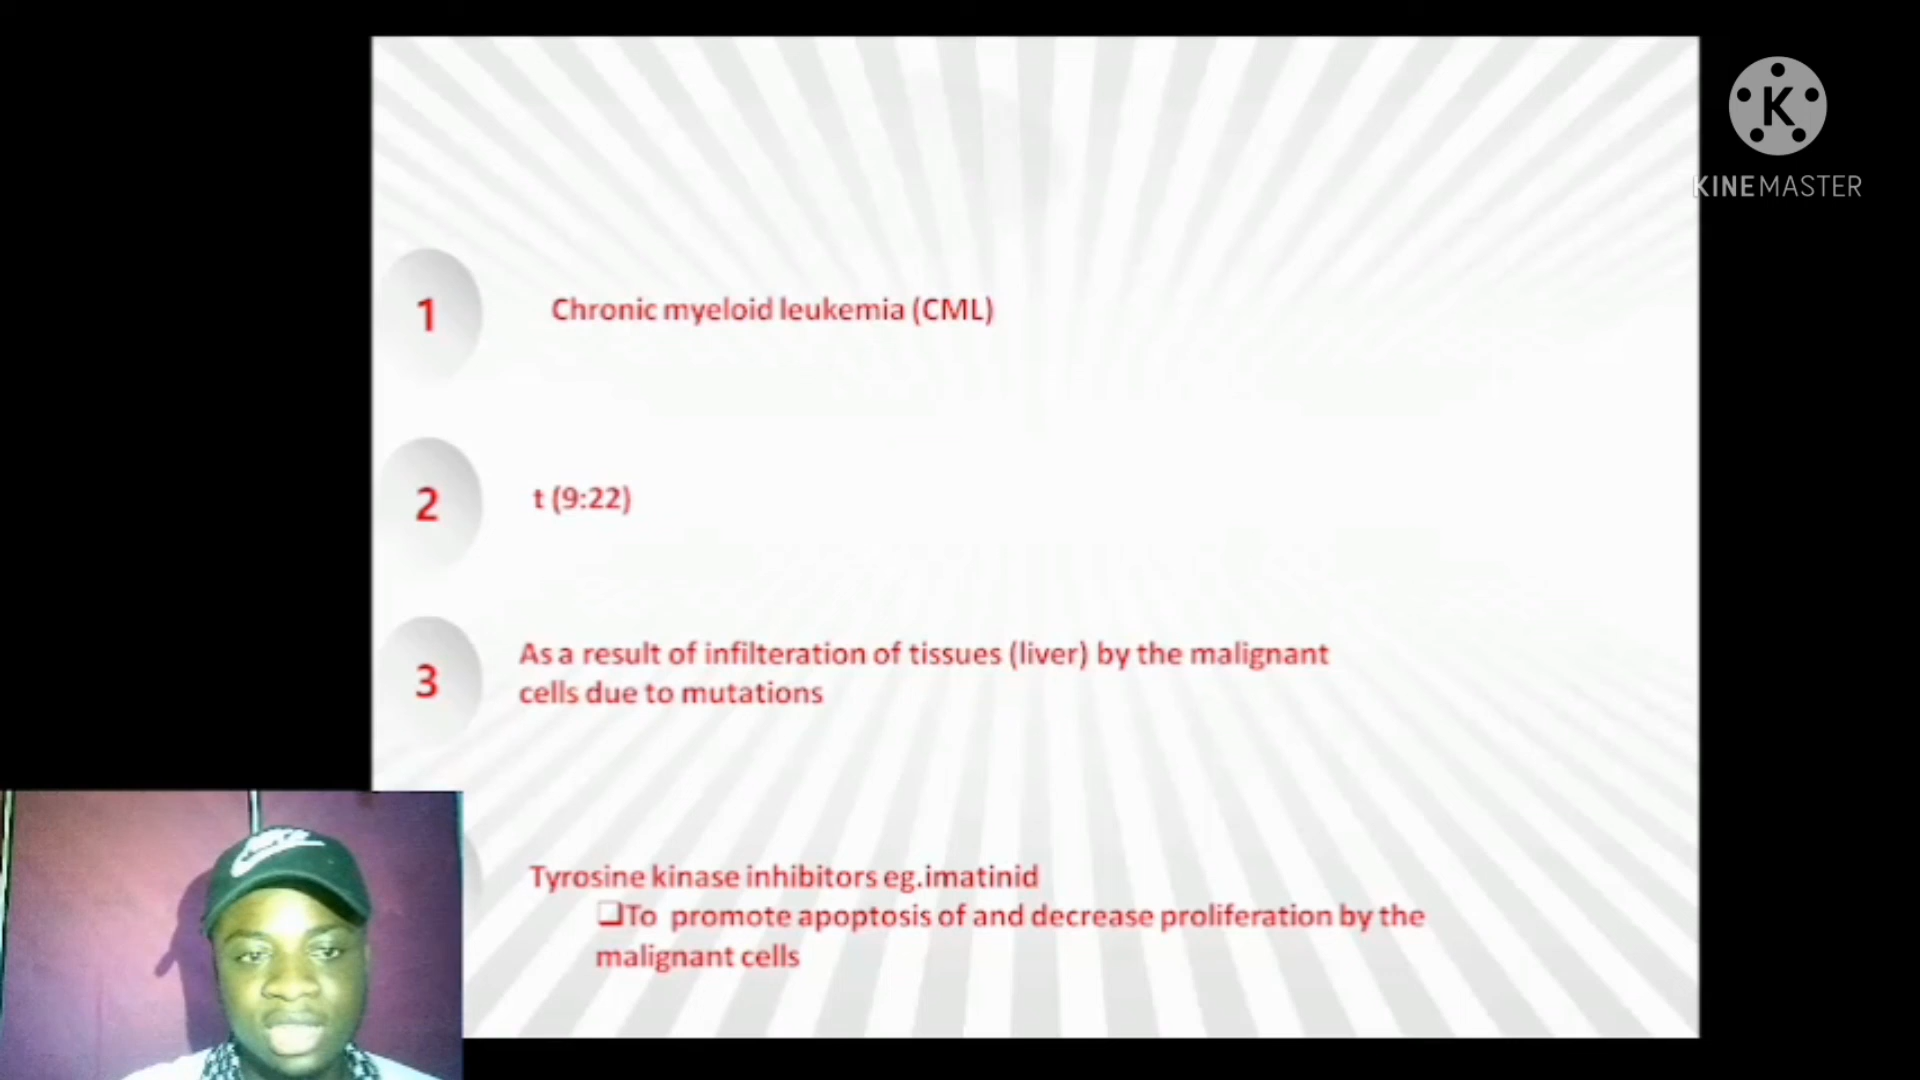 K
KINEMASTER
1
Chronic myeloid leukemia (CML)
2
t (9:22)
3
As a result of infilteration of tissues (liver) by the malignant
cells due to mutations
Tyrosine kinase inhibitors eg.imatinid
❑To promote apoptosis of and decrease proliferation by the
malignant cells